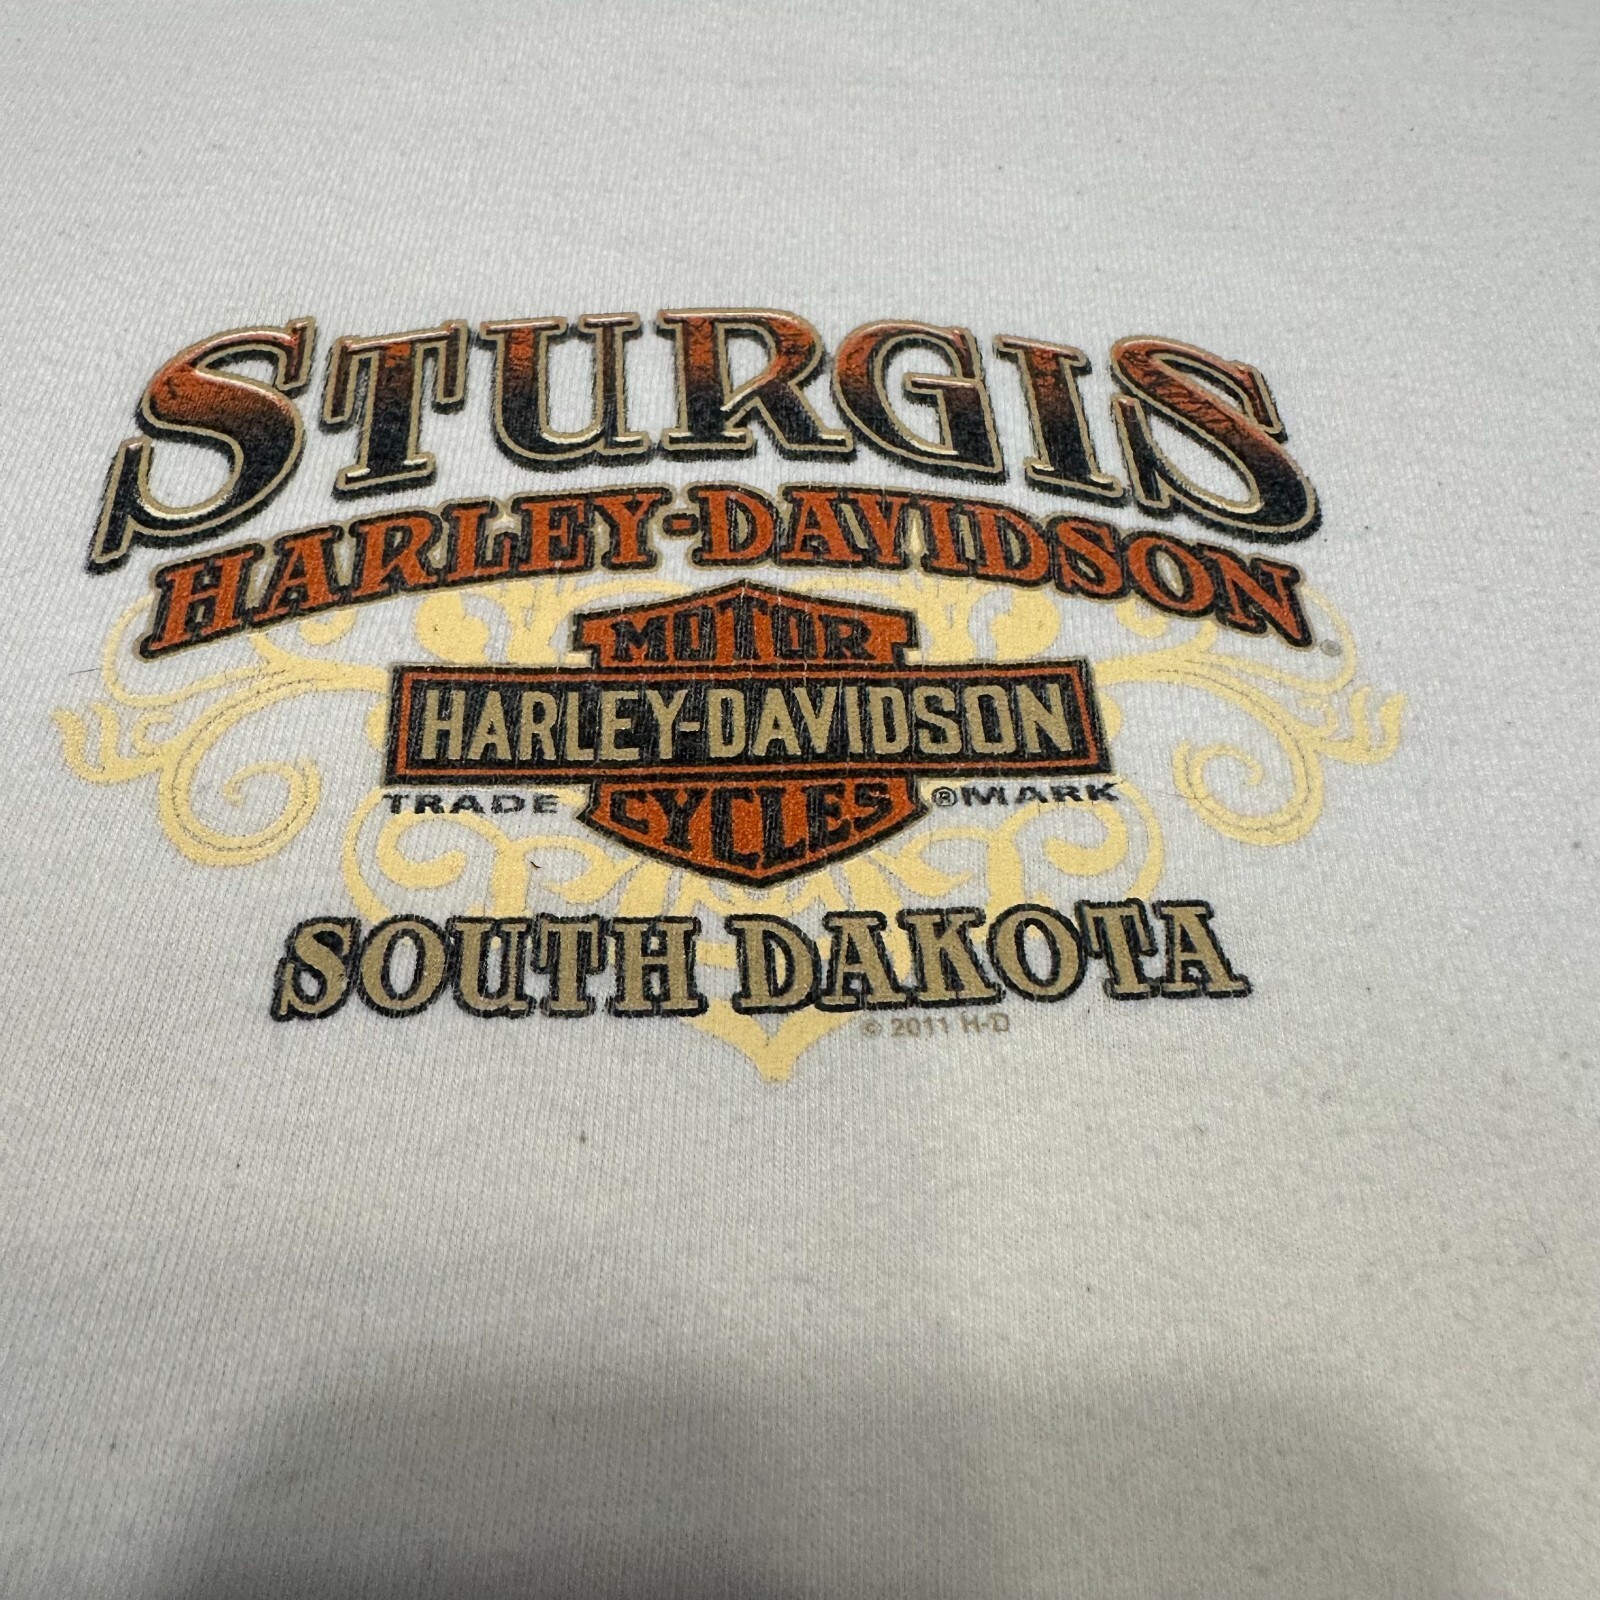 STURGIS
HARLEY-DAVIDSON
MOTOR
HARLEY-DAVIDSON
TRADE ®MARK
CYCLES
SOUTH DAKOTA
© 2011 H-D